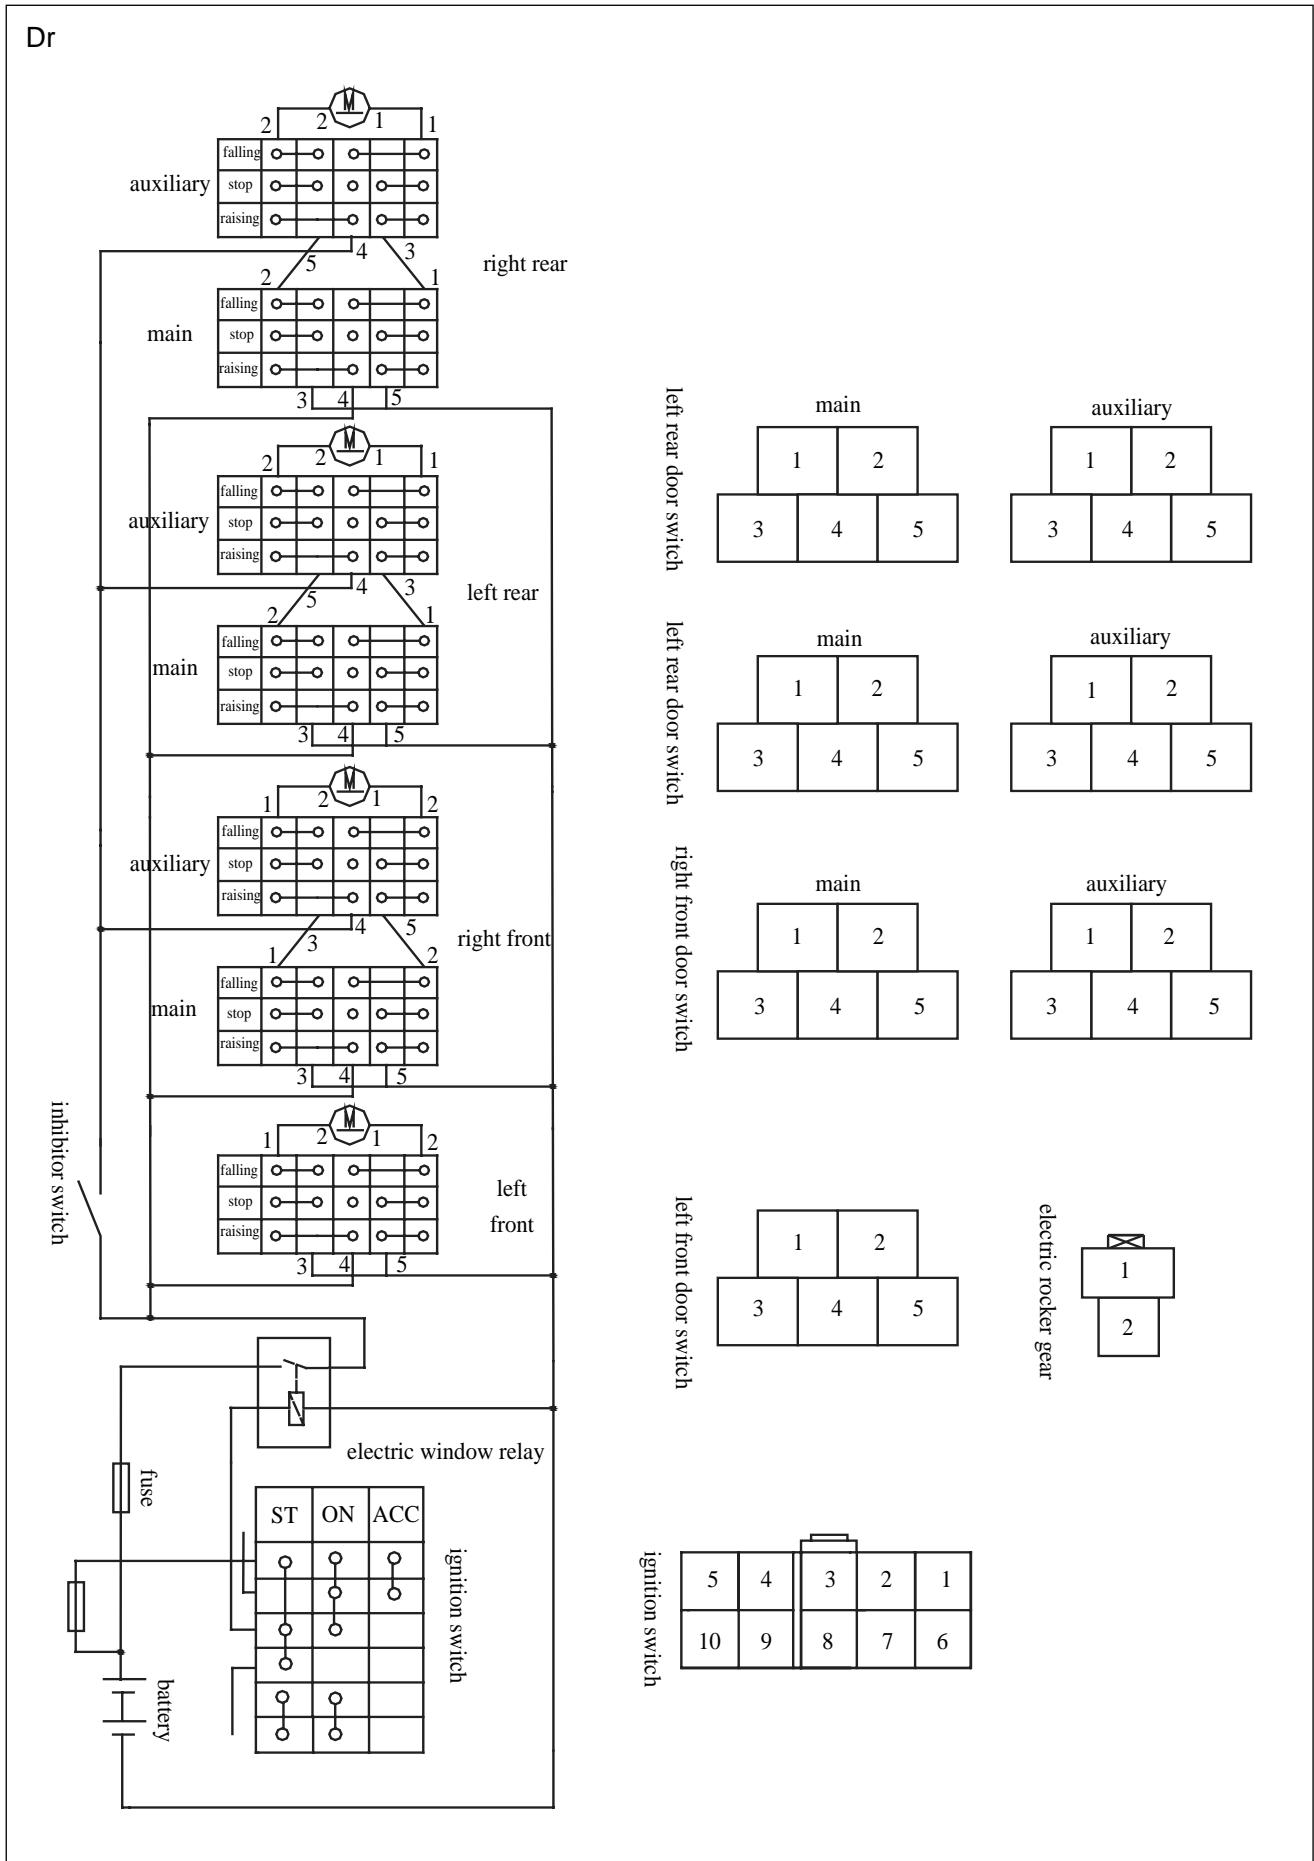 Dr
2 2 M 1 1
falling
auxiliary stop
raising
5 4 3
right rear
2 1
falling
main stop
raising
3 4 5
2 2 M 1 1
falling
auxiliary stop
raising
5 4 3
left rear
2 1
falling
main stop
raising
3 4 5
1 2 M 1 2
falling
auxiliary stop
raising
3 4 5
right front
1 2
falling
main stop
raising
3 4 5
1 2 M 1 2
falling
stop
raising
left
front
3 4 5
inhibitor switch
electric window relay
fuse
ST ON ACC
ignition switch
battery
left rear door switch
main
1 2
3 4 5
auxiliary
1 2
3 4 5
left rear door switch
main
1 2
3 4 5
auxiliary
1 2
3 4 5
right front door switch
main
1 2
3 4 5
auxiliary
1 2
3 4 5
left front door switch
1 2
3 4 5
electric rocker gear
1
2
ignition switch
5 4 3 2 1
10 9 8 7 6